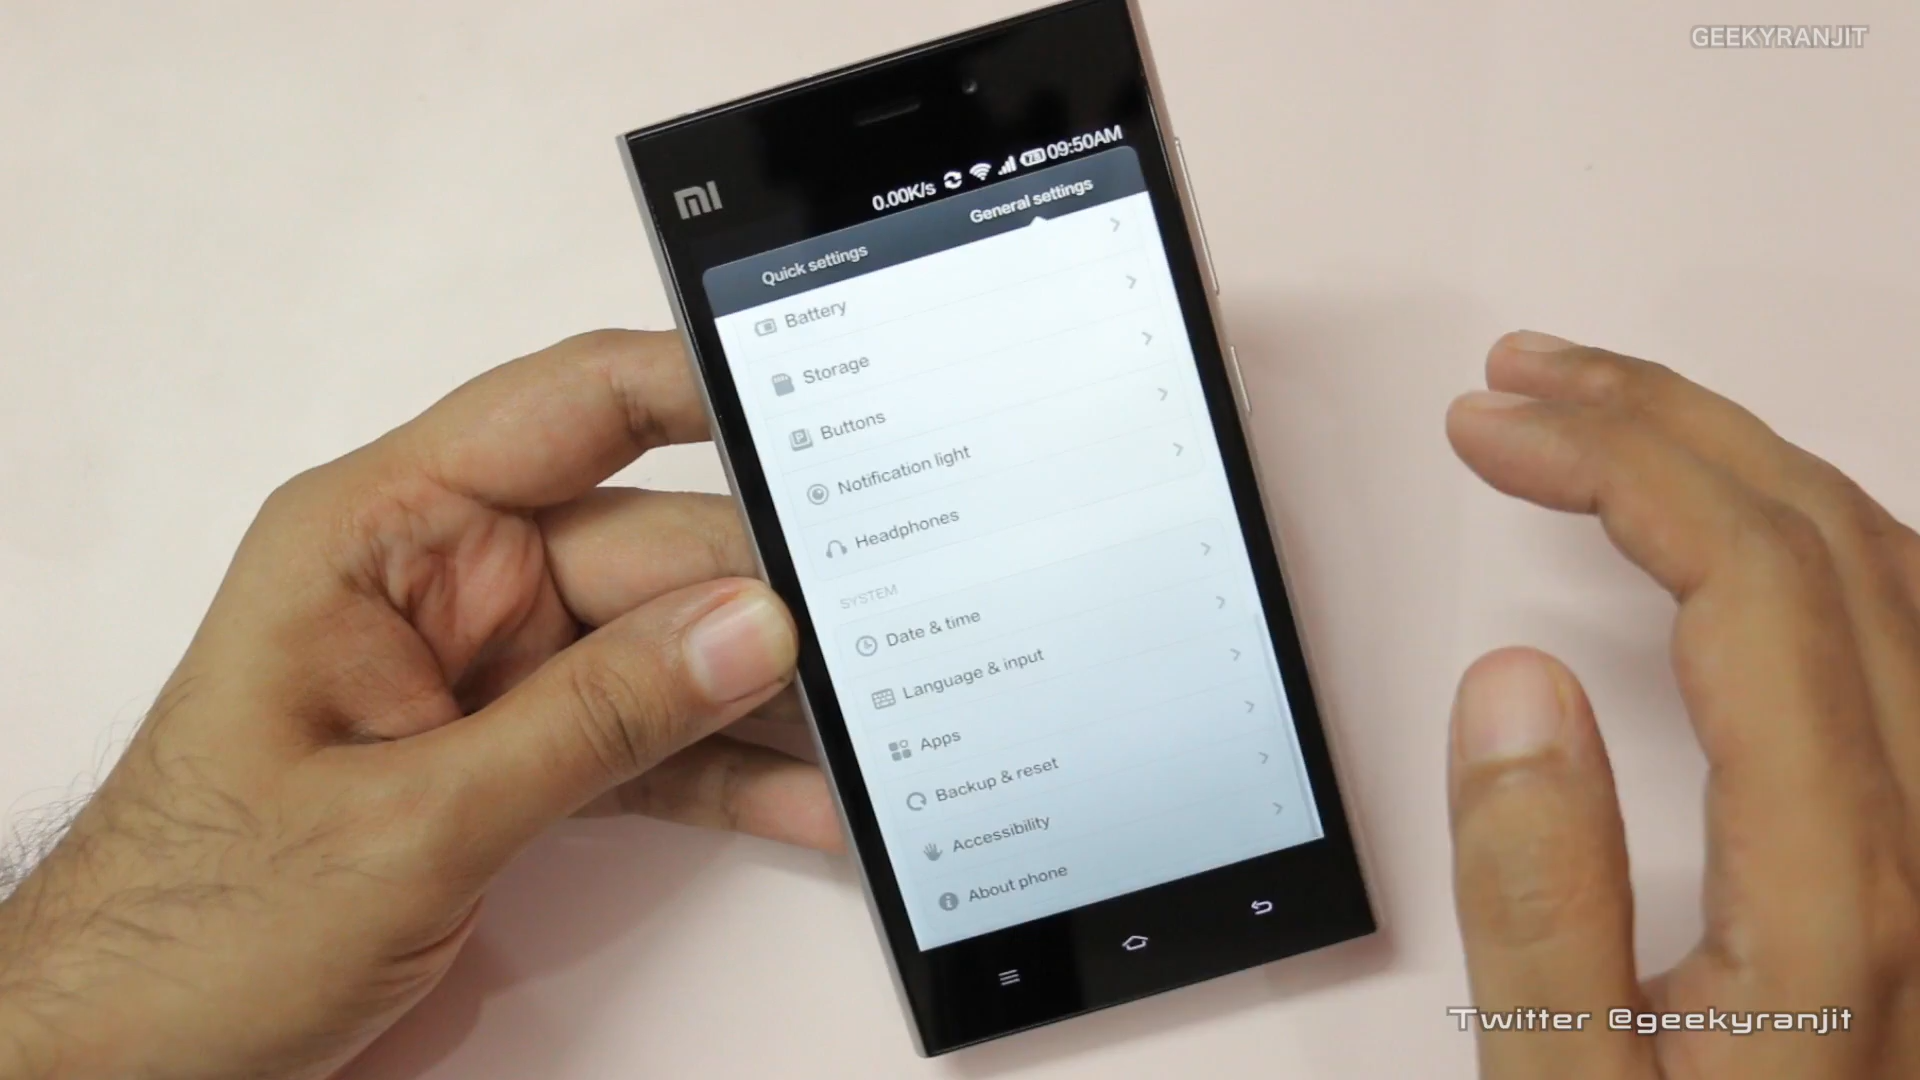 GEEKYRANJIT
0.00K/s 09:50AM
MI
Quick settings
General settings
Battery
Storage
Buttons
Notification light
Headphones
SYSTEM
Date & time
Language & input
Apps
Backup & reset
Accessibility
About phone
Twitter @geekyranjit